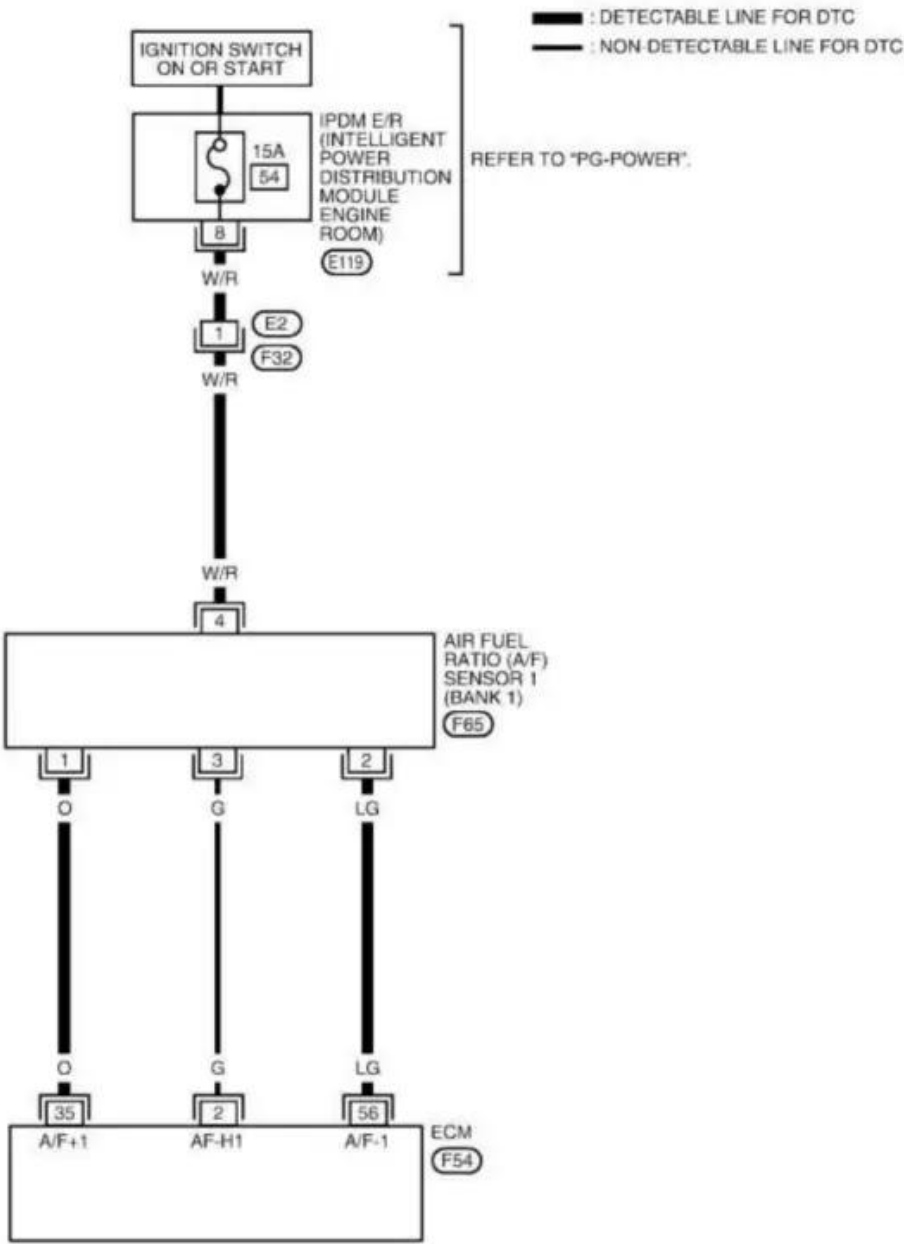 : DETECTABLE LINE FOR DTC
: NON-DETECTABLE LINE FOR DTC
IGNITION SWITCH
ON OR START
IPDM E/R
(INTELLIGENT
POWER
DISTRIBUTION
MODULE
ENGINE
ROOM)
E119
15A
54
REFER TO "PG-POWER".
8
W/R
1
E2
F32
W/R
W/R
4
AIR FUEL
RATIO (A/F)
SENSOR 1
(BANK 1)
F65
1 3 2
O G LG
O G LG
35 2 56
A/F+1 AF-H1 A/F-1
ECM
F54